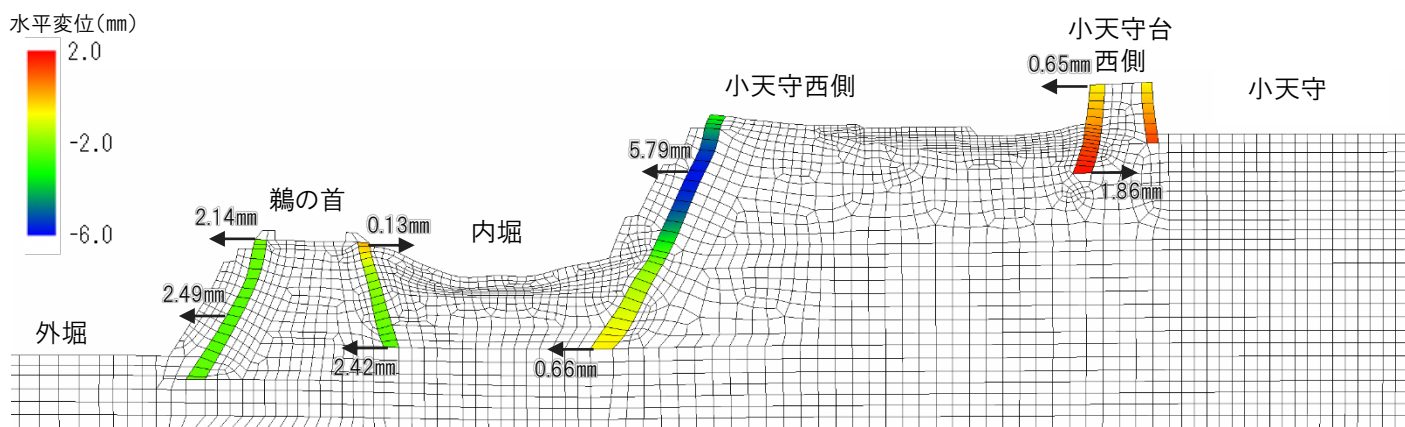 水平変位(mm)
2.0
-2.0
-6.0
小天守台
西側
0.65mm
小天守西側
小天守
5.79mm
1.86mm
鵜の首
2.14mm
0.13mm
内堀
2.49mm
外堀
2.42mm
0.66mm